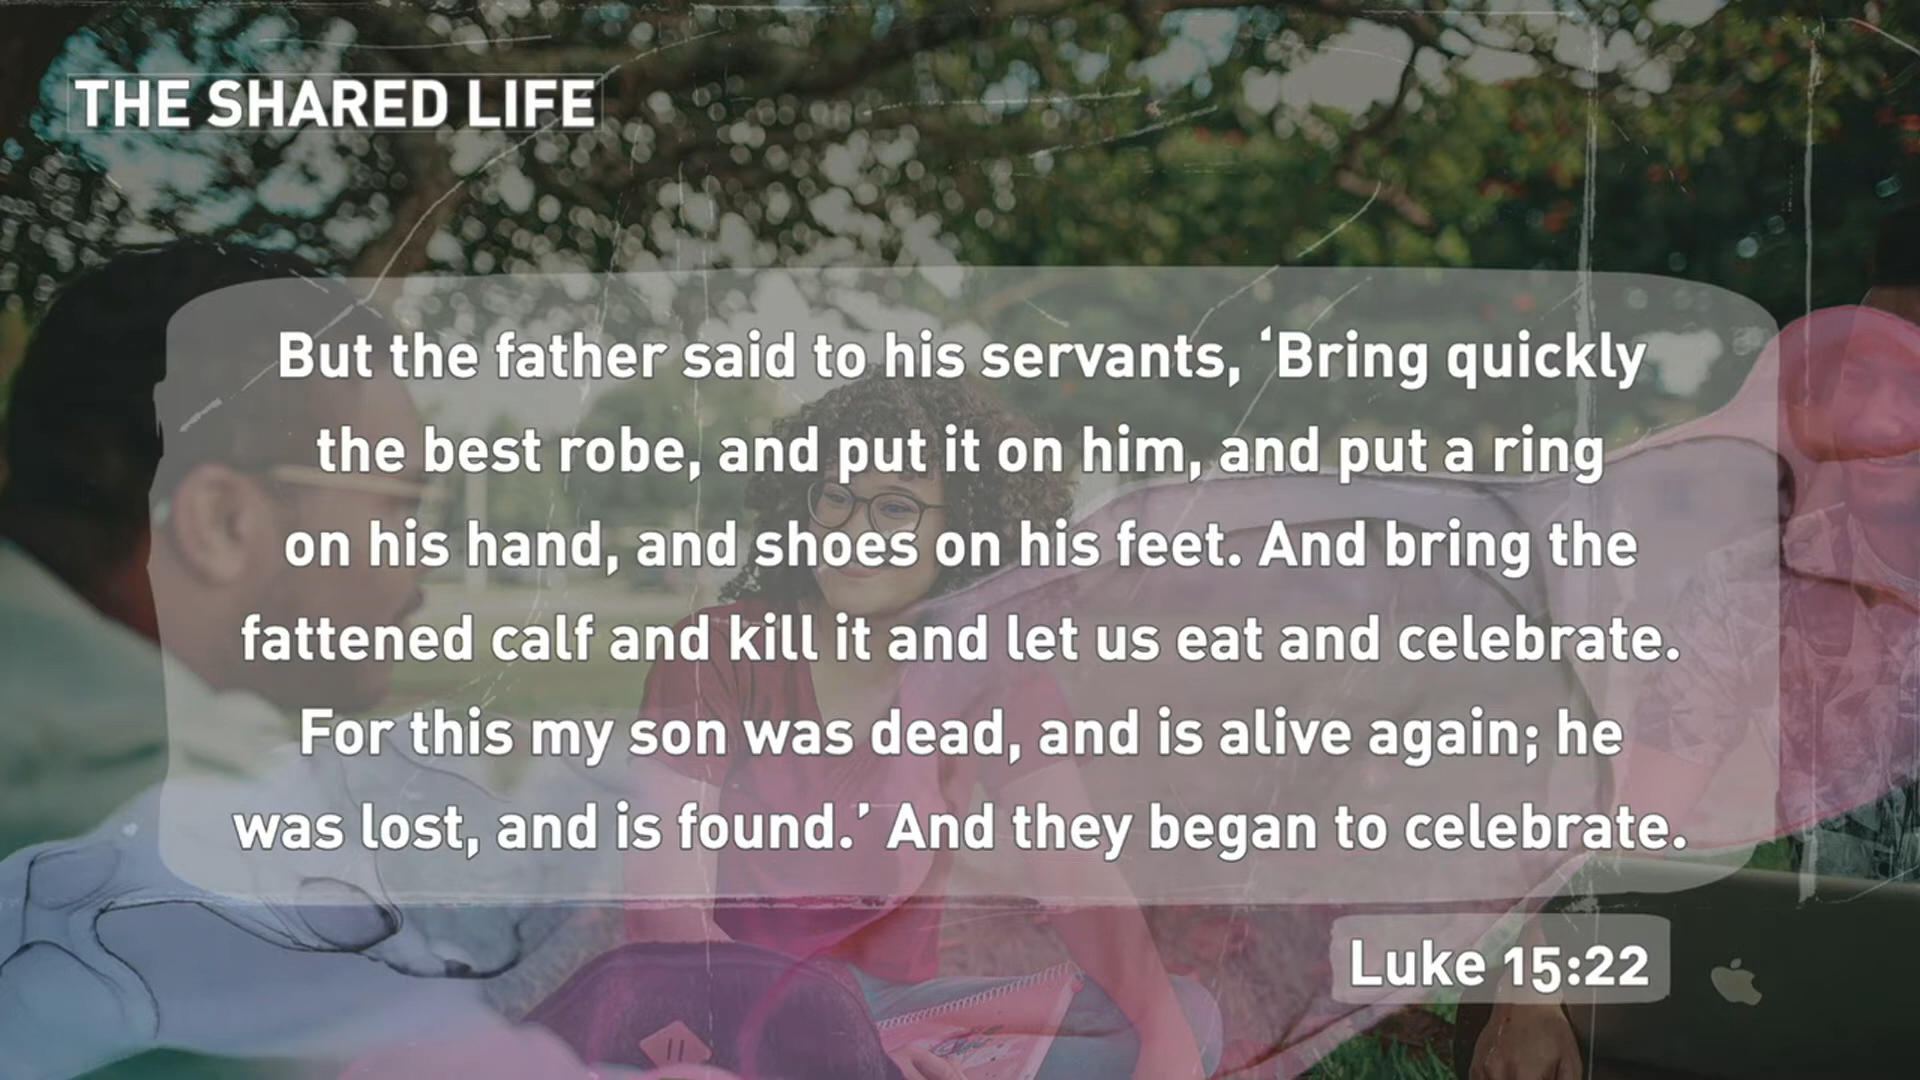 THE SHARED LIFE
But the father said to his servants, ‘Bring quickly
the best robe, and put it on him, and put a ring
on his hand, and shoes on his feet. And bring the
fattened calf and kill it and let us eat and celebrate.
For this my son was dead, and is alive again; he
was lost, and is found.’ And they began to celebrate.
Luke 15:22